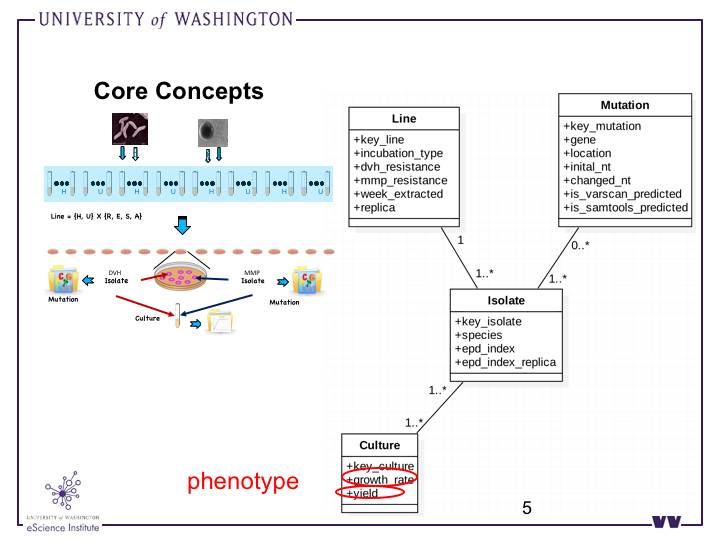 UNIVERSITY of WASHINGTON
Core Concepts
H U H U H U H U
Line = {H, U} X {R, E, S, A}
DVH
Isolate
MMP
Isolate
Mutation
Mutation
Culture
Line
+key_line
+incubation_type
+dvh_resistance
+mmp_resistance
+week_extracted
+replica
Mutation
+key_mutation
+gene
+location
+inital_nt
+changed_nt
+is_varscan_predicted
+is_samtools_predicted
1
1..*
0..*
1..*
Isolate
+key_isolate
+species
+epd_index
+epd_index_replica
1..*
1..*
Culture
+key_culture
+growth_rate
+yield
phenotype
5
UNIVERSITY OF WASHINGTON
eScience Institute
W